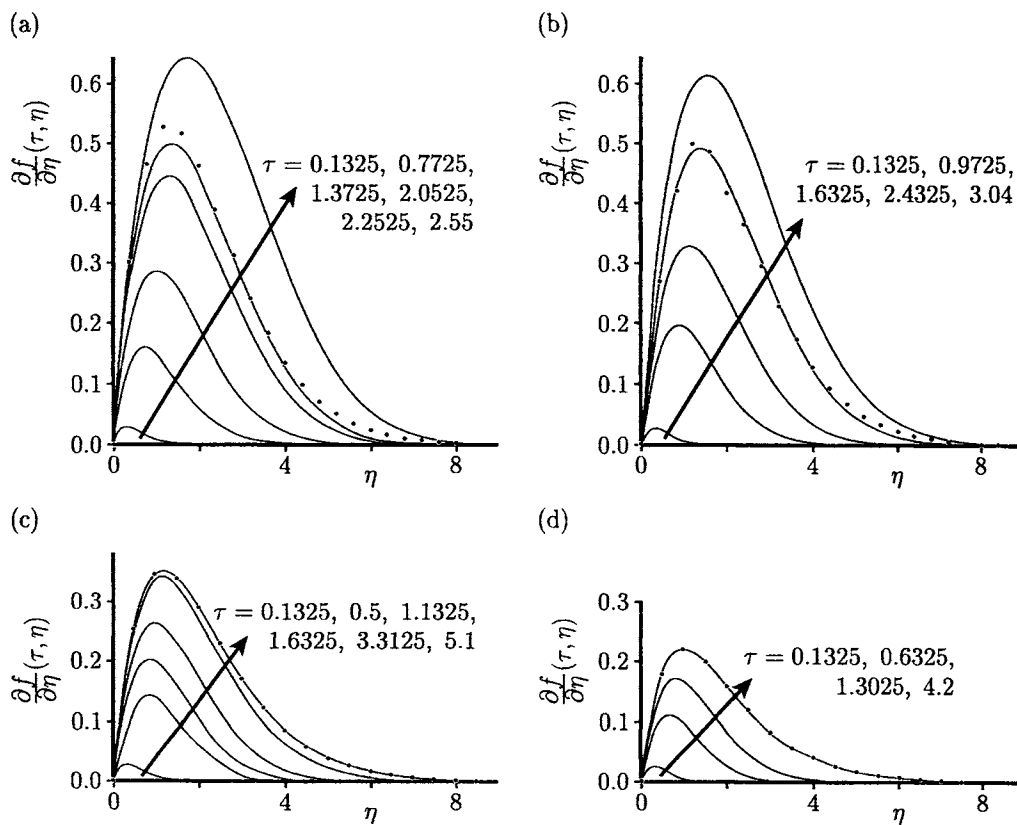 (a)
∂f/∂η (τ, η)
0.6
0.5
0.4
0.3
0.2
0.1
0.0
τ = 0.1325, 0.7725,
1.3725, 2.0525,
2.2525, 2.55
0
4
η
8
(b)
∂f/∂η (τ, η)
0.6
0.5
0.4
0.3
0.2
0.1
0.0
τ = 0.1325, 0.9725,
1.6325, 2.4325, 3.04
0
4
η
8
(c)
∂f/∂η (τ, η)
0.3
0.2
0.1
0.0
τ = 0.1325, 0.5, 1.1325,
1.6325, 3.3125, 5.1
0
4
η
8
(d)
∂f/∂η (τ, η)
0.3
0.2
0.1
0.0
τ = 0.1325, 0.6325,
1.3025, 4.2
0
4
η
8